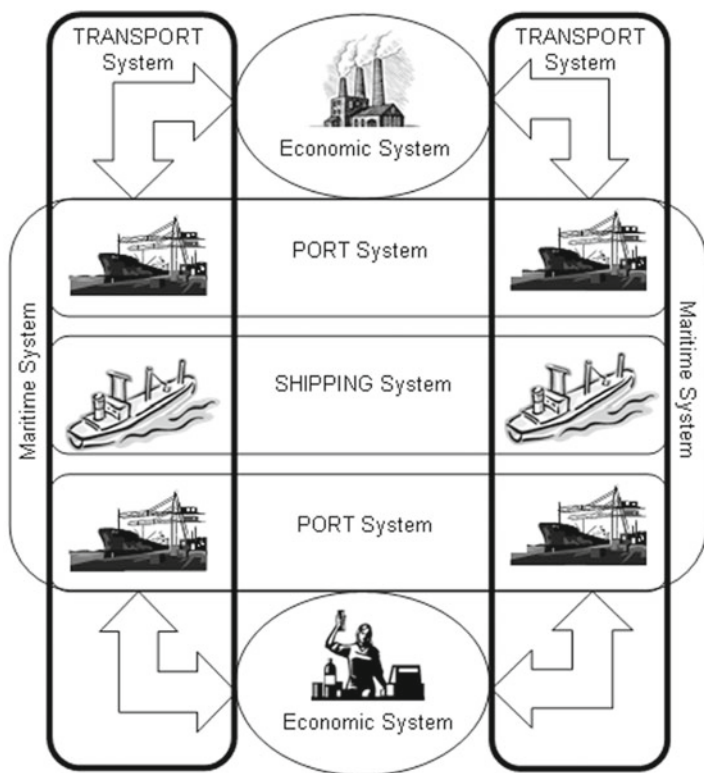 TRANSPORT
System
TRANSPORT
System
Economic System
PORT System
Maritime System
SHIPPING System
Maritime System
PORT System
Economic System